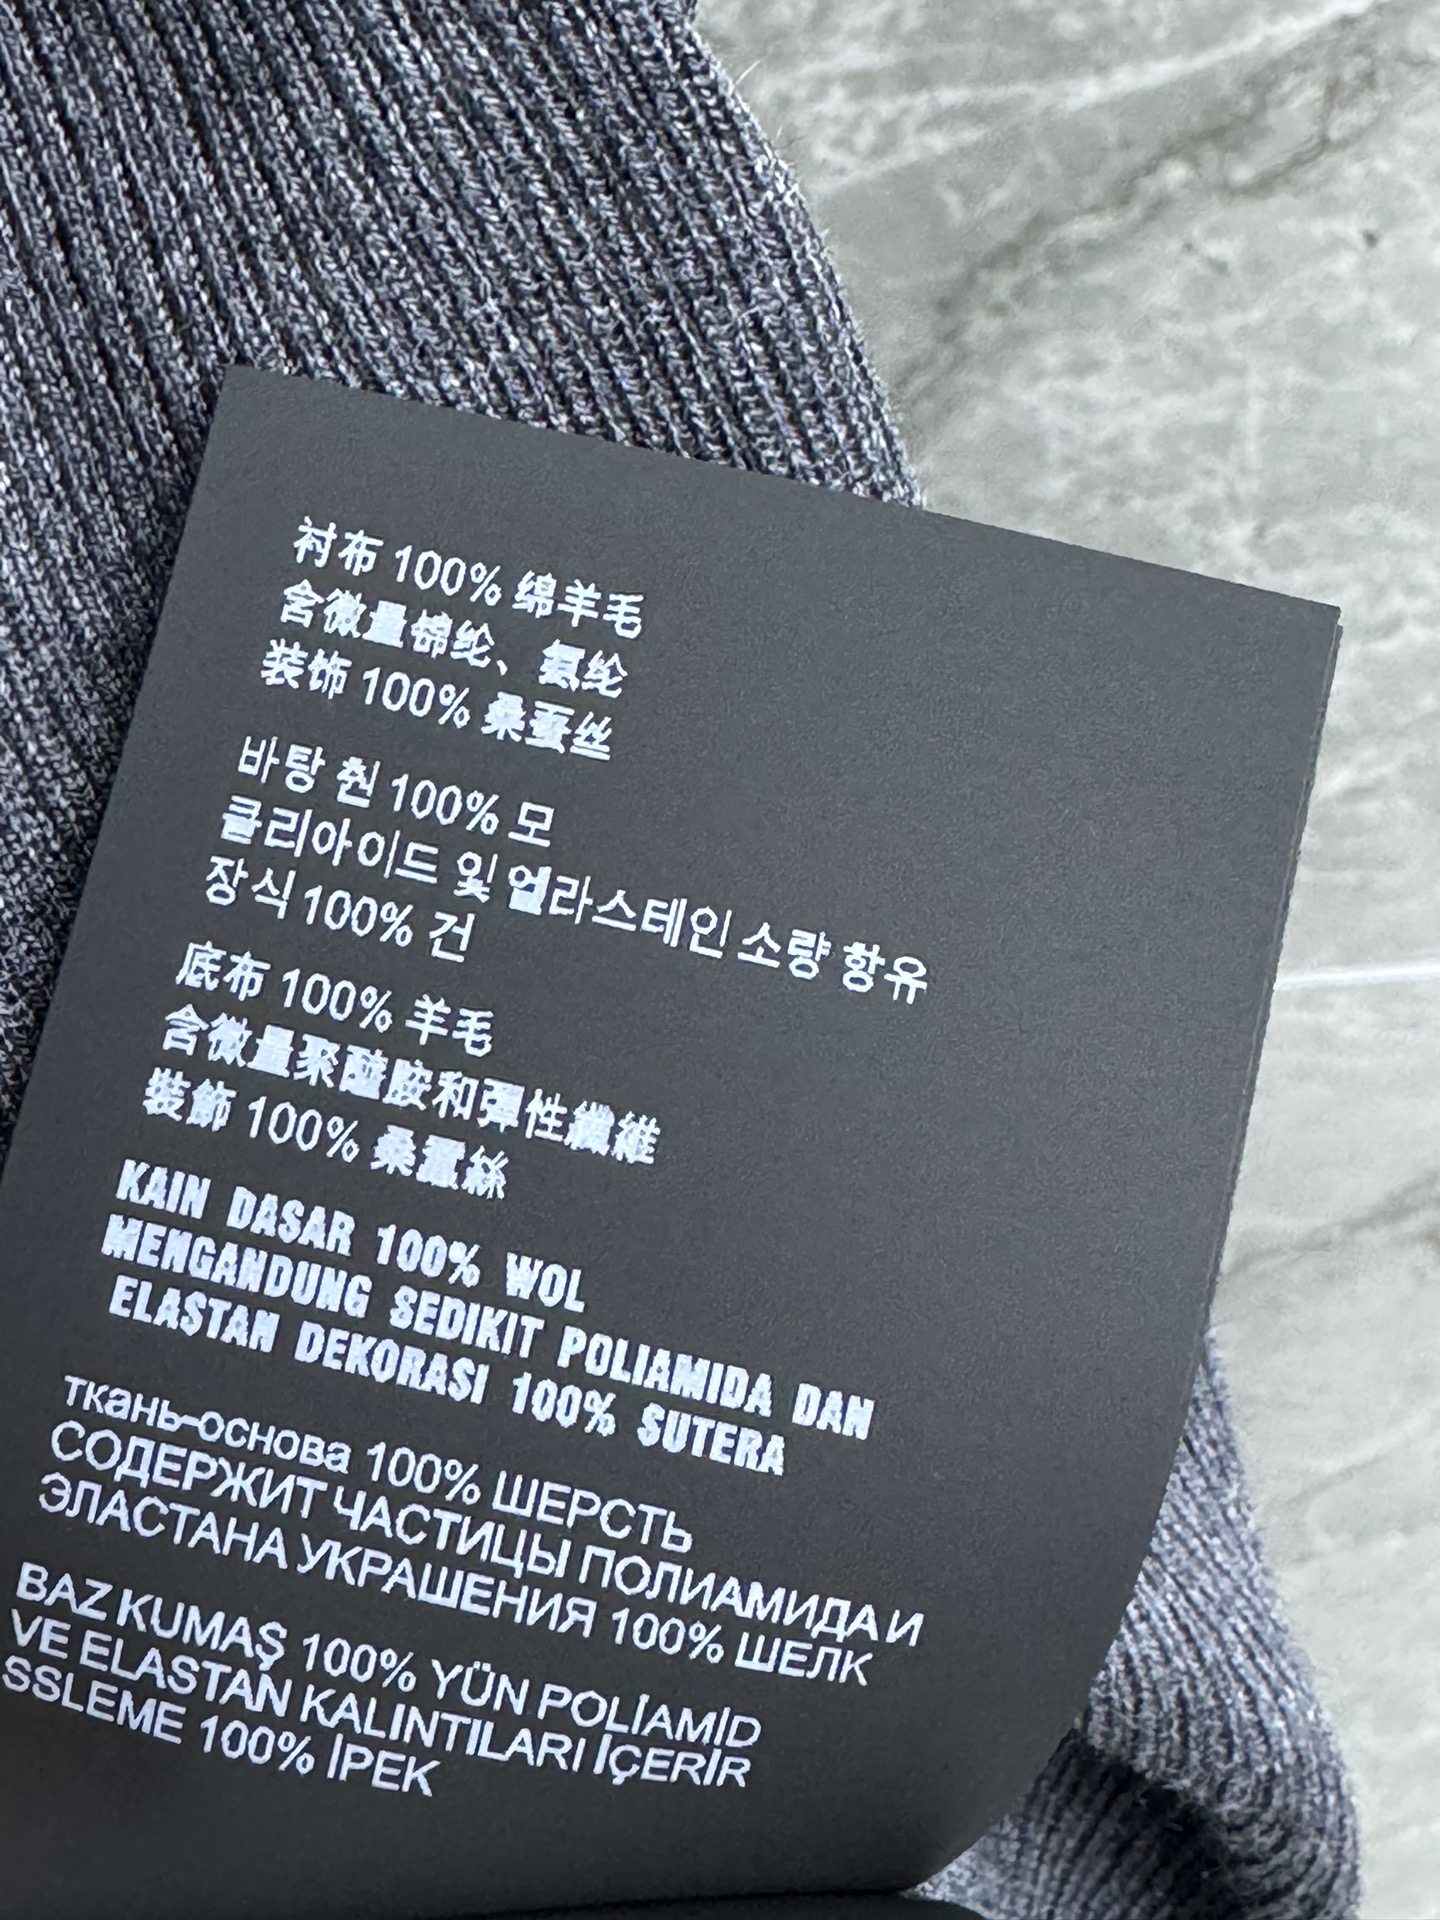 衬布 100% 绵羊毛
含微量锦纶、氨纶
装饰 100% 桑蚕丝
바탕 췬 100% 모
클리아이드 및 엘라스테인 소량 항유
장식 100% 건
底布 100% 羊毛
含微量聚醯胺和彈性纖維
裝飾 100% 桑蠶絲
KAIN DASAR 100% WOL
MENGANDUNG SEDIKIT POLIAMIDA DAN
ELASTAN DEKORASI 100% SUTERA
ткань-основа 100% ШЕРСТЬ
СОДЕРЖИТ ЧАСТИЦЫ ПОЛИАМИДА И
ЭЛАСТАНА УКРАШЕНИЯ 100% ШЕЛК
BAZ KUMAŞ 100% YÜN POLİAMİD
VE ELASTAN KALINTILARI İÇERİR
SSLEME 100% İPEK